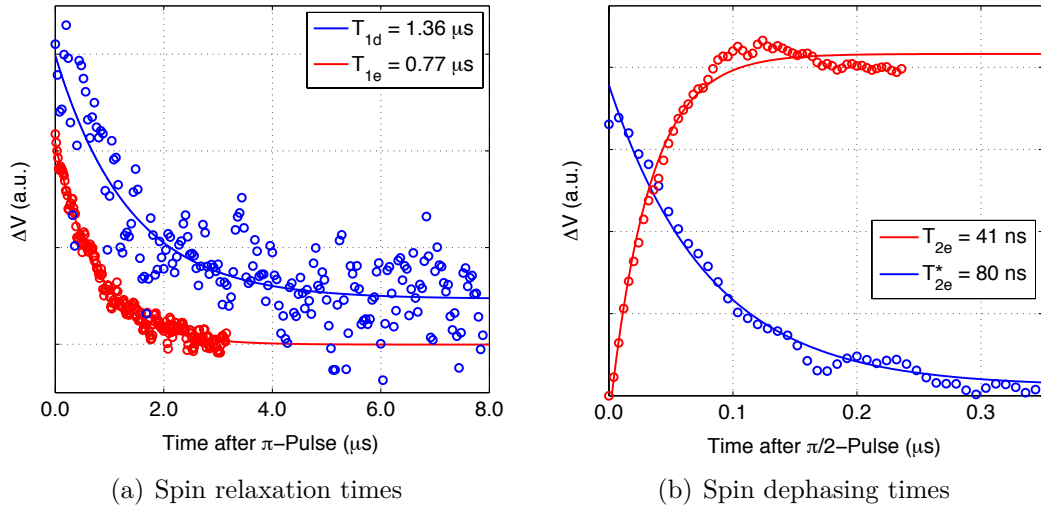 T1d = 1.36 μs
T1e = 0.77 μs
ΔV (a.u.)
0.0 2.0 4.0 6.0 8.0
Time after π−Pulse (μs)
(a) Spin relaxation times
T2e = 41 ns
T*2e = 80 ns
ΔV (a.u.)
0.0 0.1 0.2 0.3
Time after π/2−Pulse (μs)
(b) Spin dephasing times